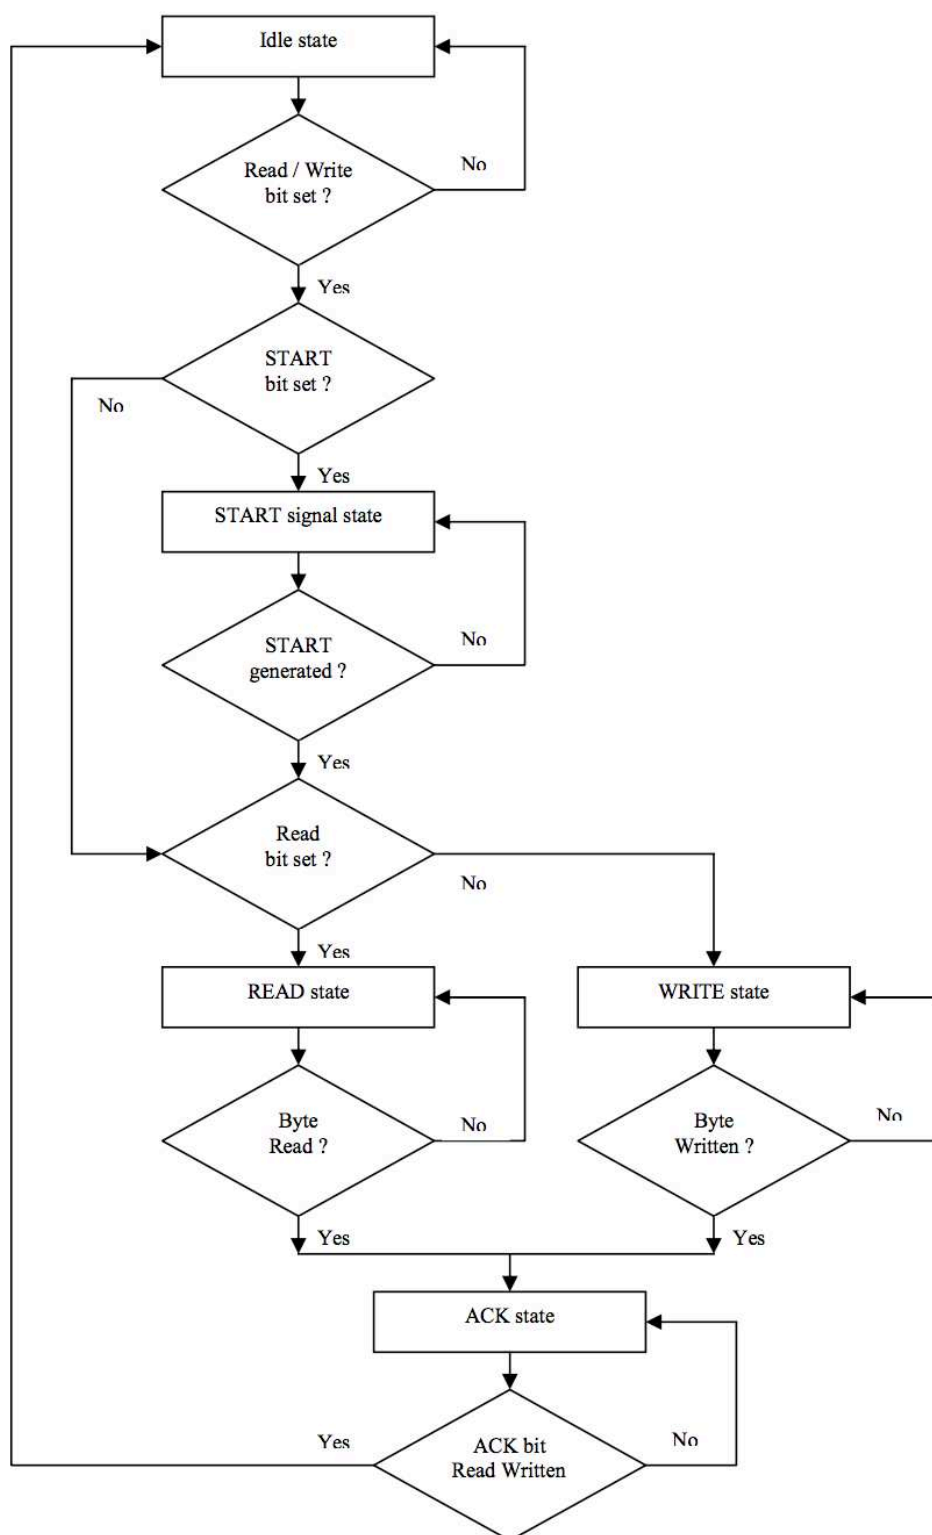 Idle state
Read / Write
bit set ?
No
Yes
START
bit set ?
No
Yes
START signal state
START
generated ?
No
Yes
Read
bit set ?
No
Yes
READ state
WRITE state
Byte
Read ?
No
Byte
Written ?
No
Yes
Yes
ACK state
Yes
ACK bit
Read Written
No